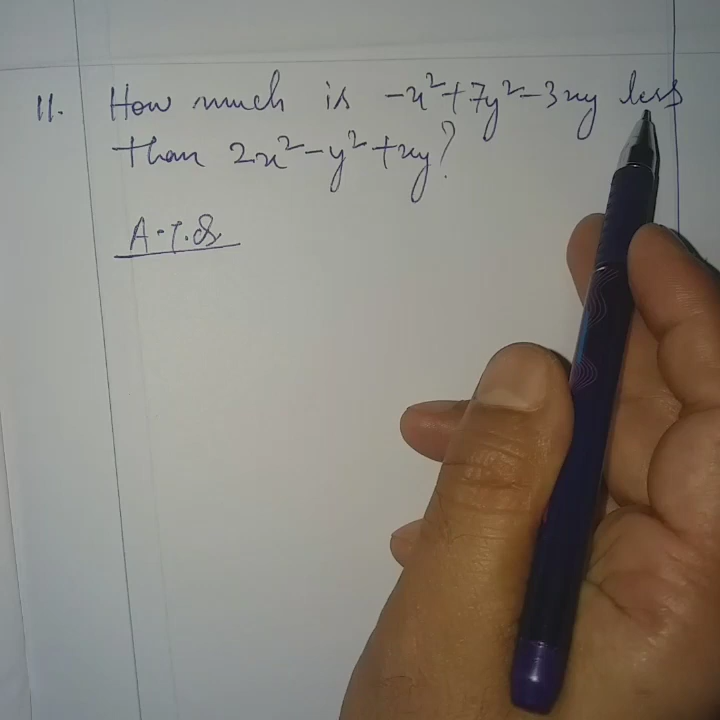 11. How much is -x²+7y²-3xy less
than 2x²-y²+xy?
A.T.Q.